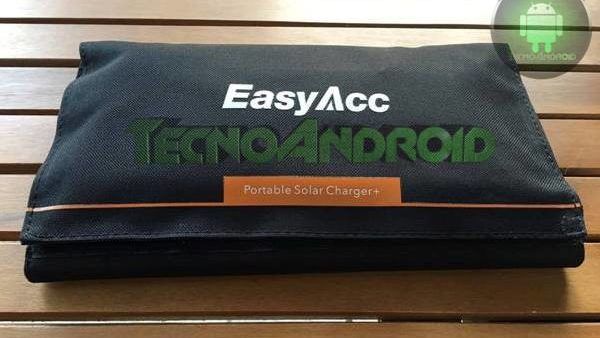 TECNOANDROID
EasyAcc
TECNOANDROID
Portable Solar Charger+